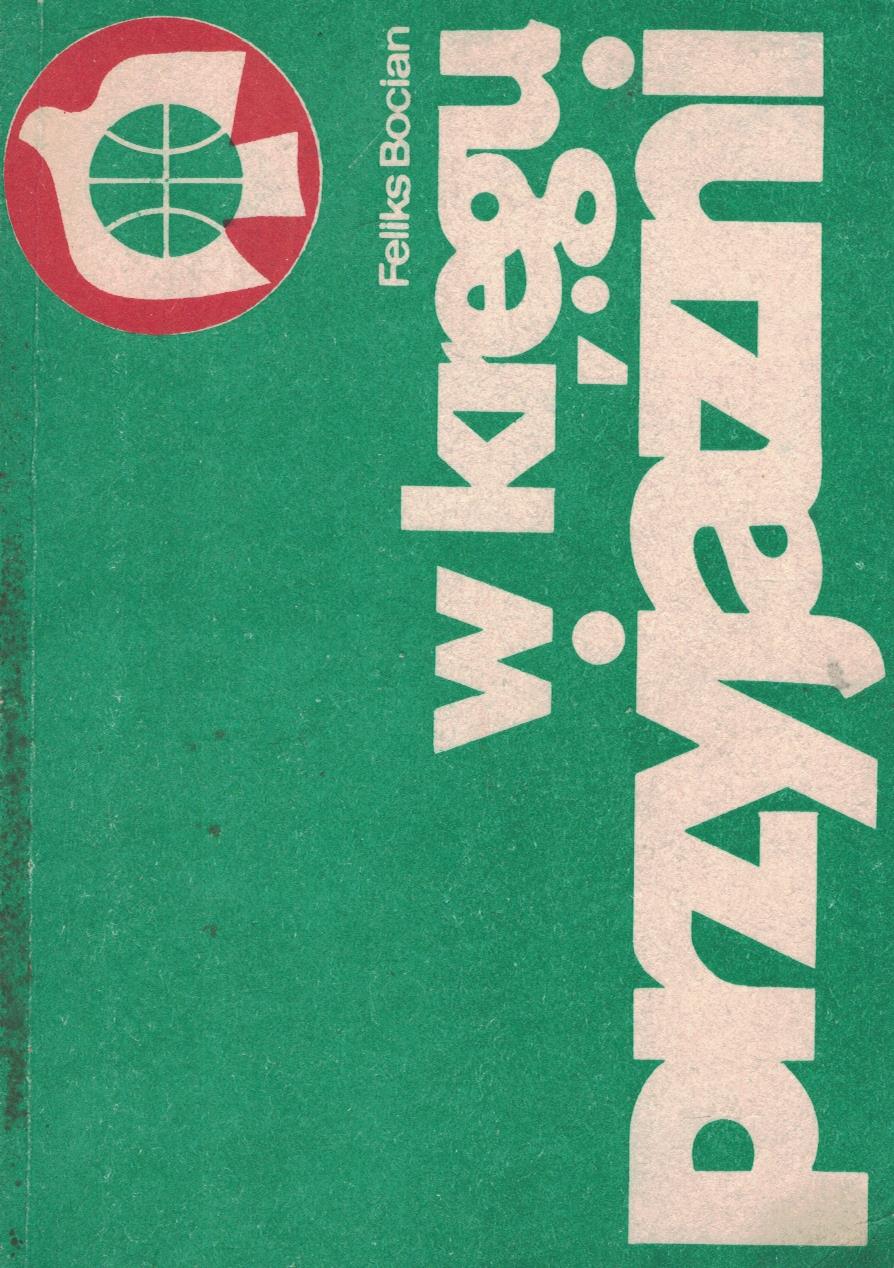 Feliks Bocian
w kręgu
przyjaźni